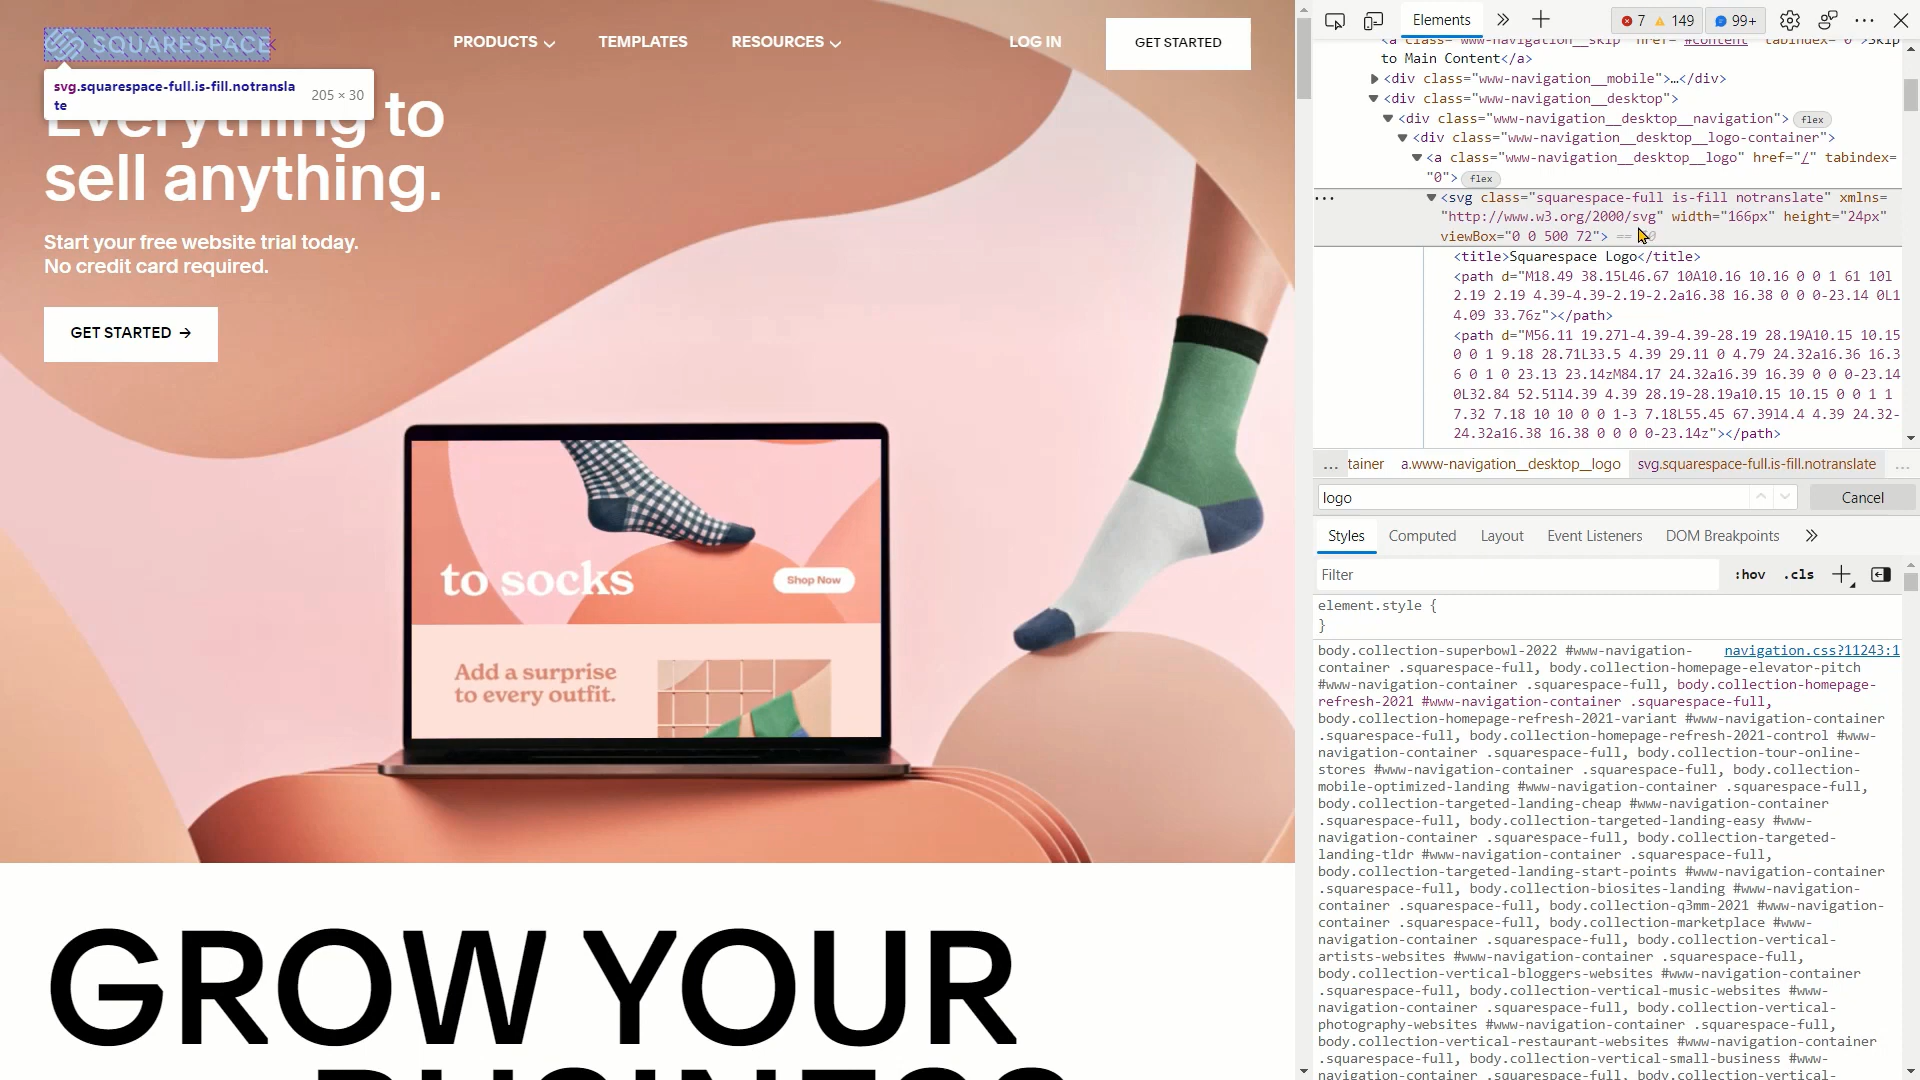 SQUARESPACE
PRODUCTS
TEMPLATES
RESOURCES
LOG IN
GET STARTED
svg.squarespace-full.is-fill.notransla
te
205 × 30
Everything to
sell anything.
Start your free website trial today.
No credit card required.
GET STARTED →
to socks
Shop Now
Add a surprise
to every outfit.
GROW YOUR
BUSINESS
Elements
7
149
99+
<a class="www-navigation__skip" href="#content" tabindex="0">Skip
to Main Content</a>
<div class="www-navigation__mobile">…</div>
<div class="www-navigation__desktop">
<div class="www-navigation__desktop__navigation"> flex
<div class="www-navigation__desktop__logo-container">
<a class="www-navigation__desktop__logo" href="/" tabindex=
"0"> flex
... <svg class="squarespace-full is-fill notranslate" xmlns=
"http://www.w3.org/2000/svg" width="166px" height="24px"
viewBox="0 0 500 72"> ==
<title>Squarespace Logo</title>
<path d="M18.49 38.15L46.67 10A10.16 10.16 0 0 1 61 10l
2.19 2.19 4.39-4.39-2.19-2.2a16.38 16.38 0 0 0-23.14 0L1
4.09 33.76z"></path>
<path d="M56.11 19.27l-4.39-4.39-28.19 28.19A10.15 10.15
0 0 1 9.18 28.71L33.5 4.39 29.11 0 4.79 24.32a16.36 16.3
6 0 1 0 23.13 23.14zM84.17 24.32a16.39 16.39 0 0 0-23.14
0L32.84 52.51l4.39 4.39 28.19-28.19a10.15 10.15 0 0 1 1
7.32 7.18 10 10 0 0 1-3 7.18L55.45 67.39l4.4 4.39 24.32-
24.32a16.38 16.38 0 0 0 0-23.14z"></path>
... tainer a.www-navigation__desktop__logo svg.squarespace-full.is-fill.notranslate ...
logo
Cancel
Styles Computed Layout Event Listeners DOM Breakpoints
Filter
:hov .cls
element.style {
}
body.collection-superbowl-2022 #www-navigation- navigation.css?11243:1
container .squarespace-full, body.collection-homepage-elevator-pitch
#www-navigation-container .squarespace-full, body.collection-homepage-
refresh-2021 #www-navigation-container .squarespace-full,
body.collection-homepage-refresh-2021-variant #www-navigation-container
.squarespace-full, body.collection-homepage-refresh-2021-control #www-
navigation-container .squarespace-full, body.collection-tour-online-
stores #www-navigation-container .squarespace-full, body.collection-
mobile-optimized-landing #www-navigation-container .squarespace-full,
body.collection-targeted-landing-cheap #www-navigation-container
.squarespace-full, body.collection-targeted-landing-easy #www-
navigation-container .squarespace-full, body.collection-targeted-
landing-tldr #www-navigation-container .squarespace-full,
body.collection-targeted-landing-start-points #www-navigation-container
.squarespace-full, body.collection-biosites-landing #www-navigation-
container .squarespace-full, body.collection-q3mm-2021 #www-navigation-
container .squarespace-full, body.collection-marketplace #www-
navigation-container .squarespace-full, body.collection-vertical-
artists-websites #www-navigation-container .squarespace-full,
body.collection-vertical-bloggers-websites #www-navigation-container
.squarespace-full, body.collection-vertical-music-websites #www-
navigation-container .squarespace-full, body.collection-vertical-
photography-websites #www-navigation-container .squarespace-full,
body.collection-vertical-restaurant-websites #www-navigation-container
.squarespace-full, body.collection-vertical-small-business #www-
navigation-container .squarespace-full, body.collection-vertical-